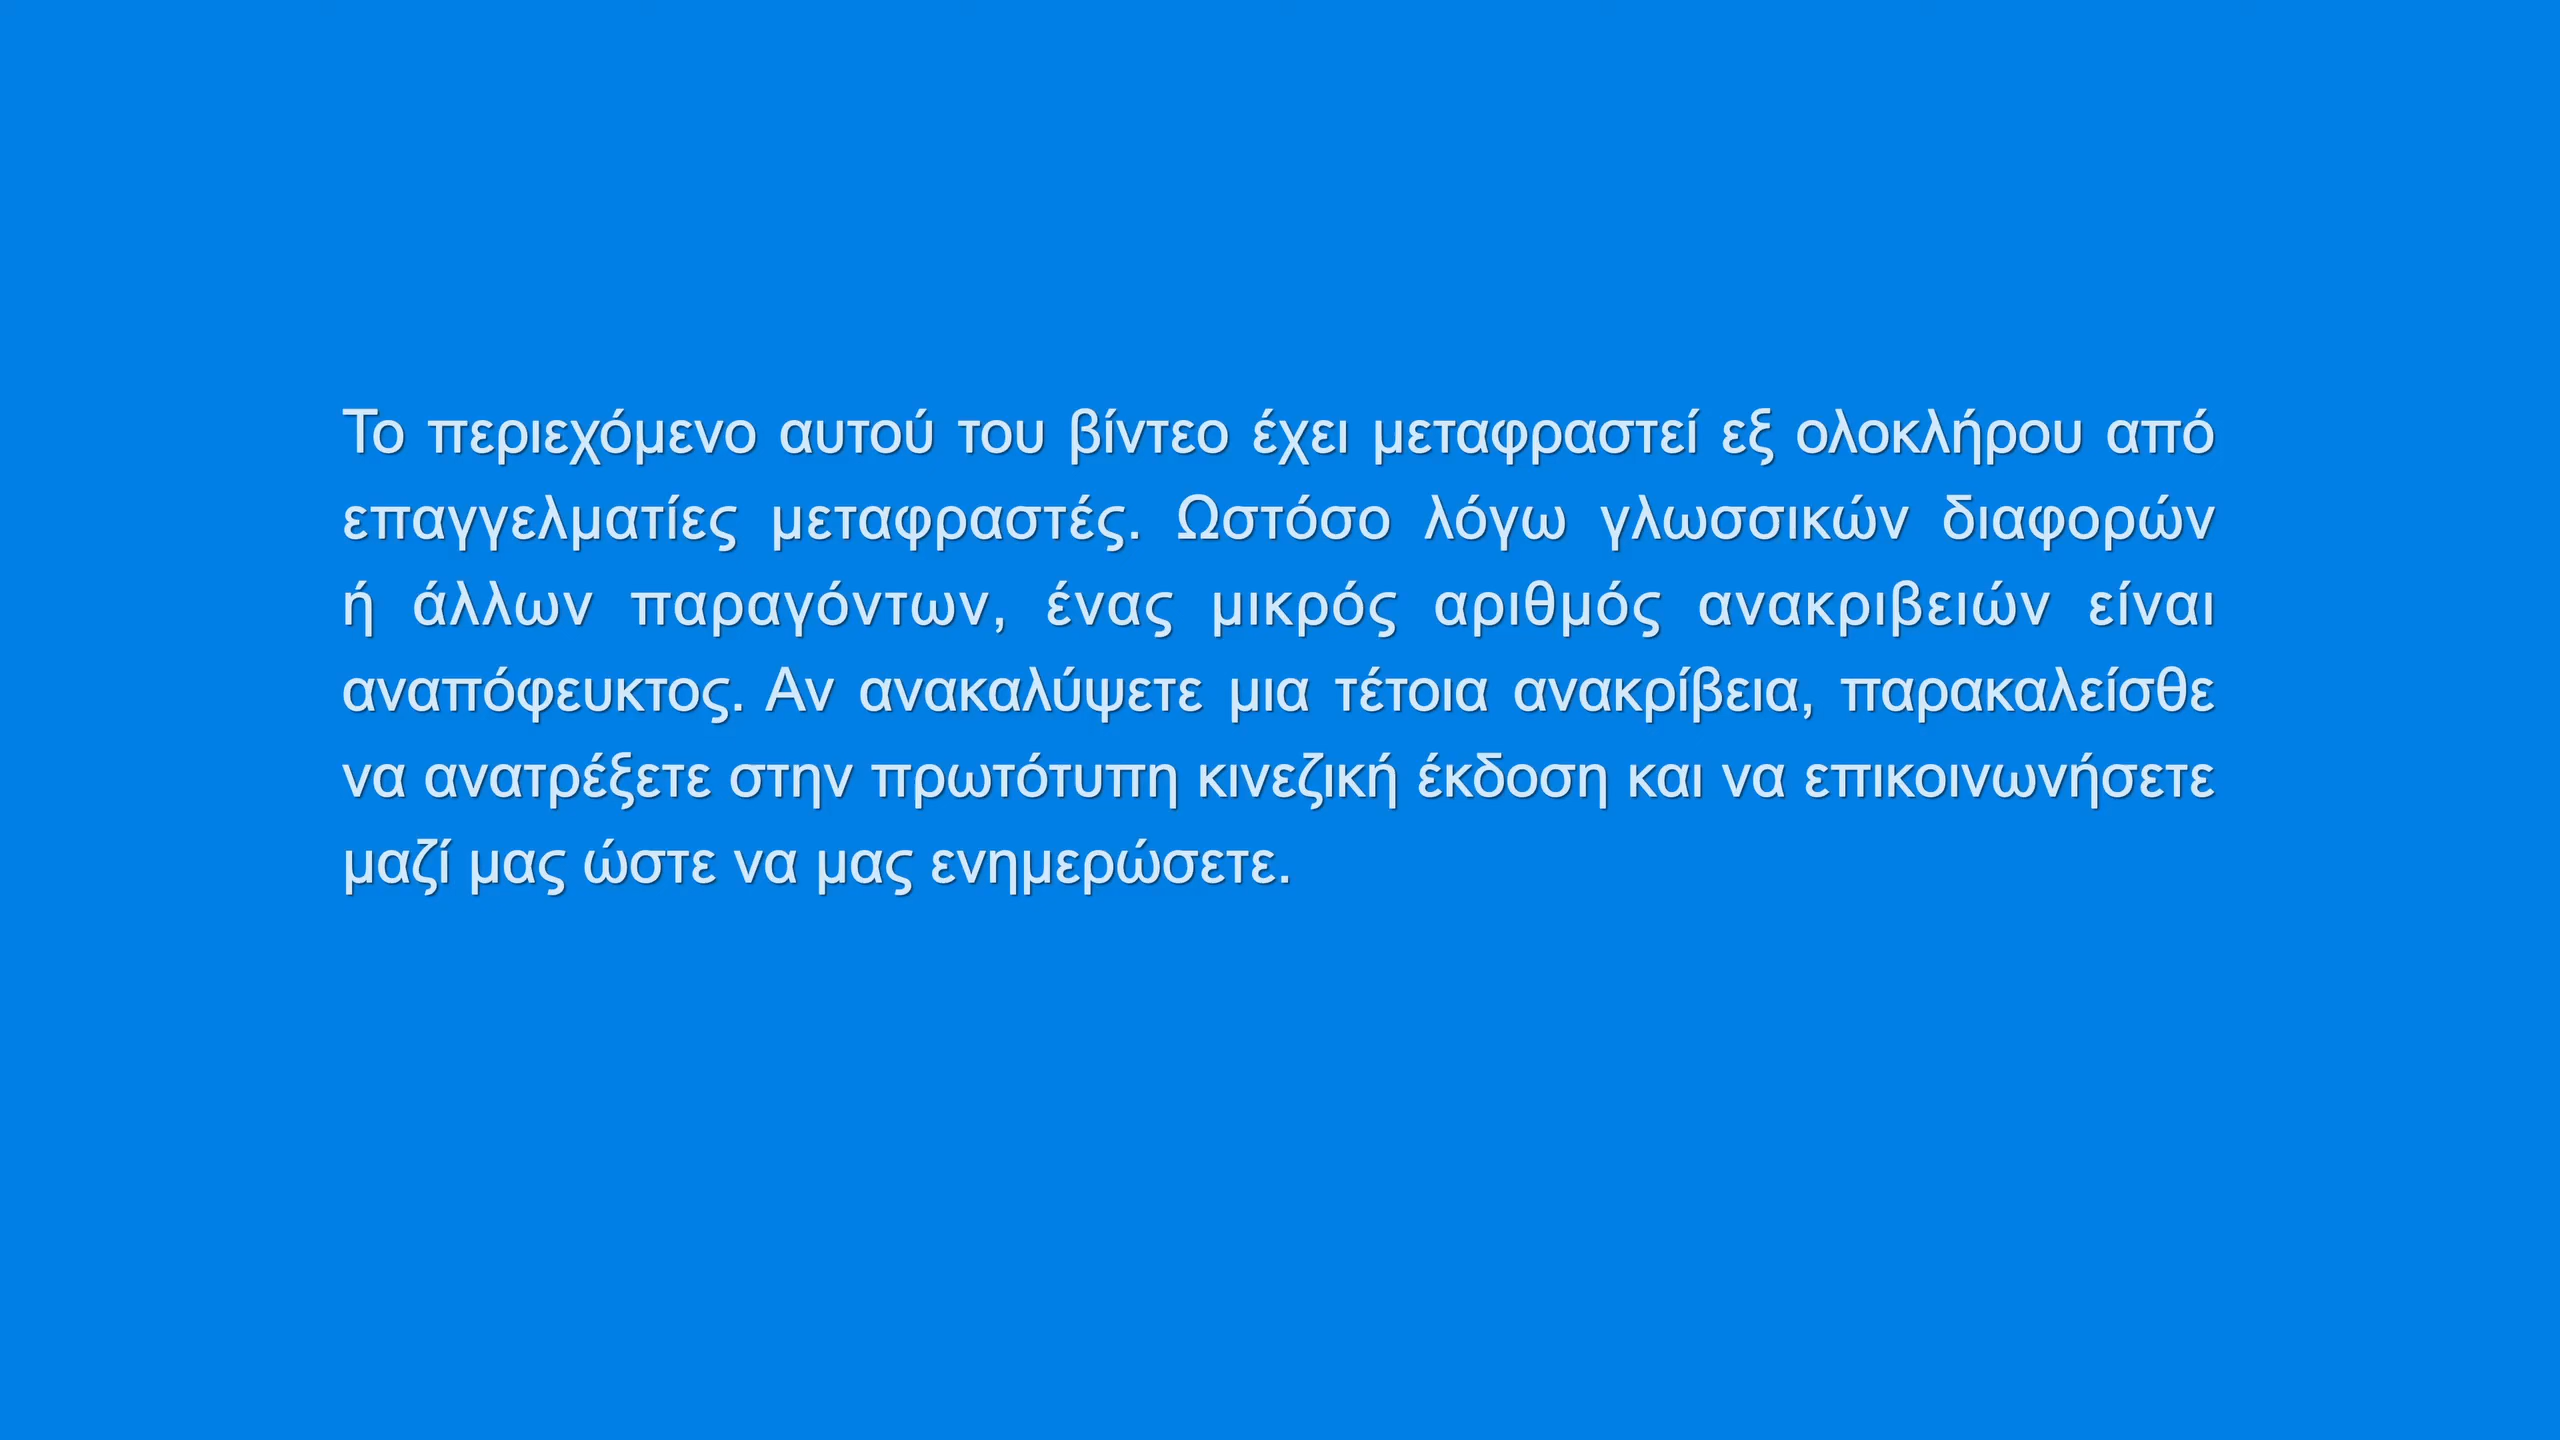 Το περιεχόμενο αυτού του βίντεο έχει μεταφραστεί εξ ολοκλήρου από
επαγγελματίες μεταφραστές. Ωστόσο λόγω γλωσσικών διαφορών
ή άλλων παραγόντων, ένας μικρός αριθμός ανακριβειών είναι
αναπόφευκτος. Αν ανακαλύψετε μια τέτοια ανακρίβεια, παρακαλείσθε
να ανατρέξετε στην πρωτότυπη κινεζική έκδοση και να επικοινωνήσετε
μαζί μας ώστε να μας ενημερώσετε.